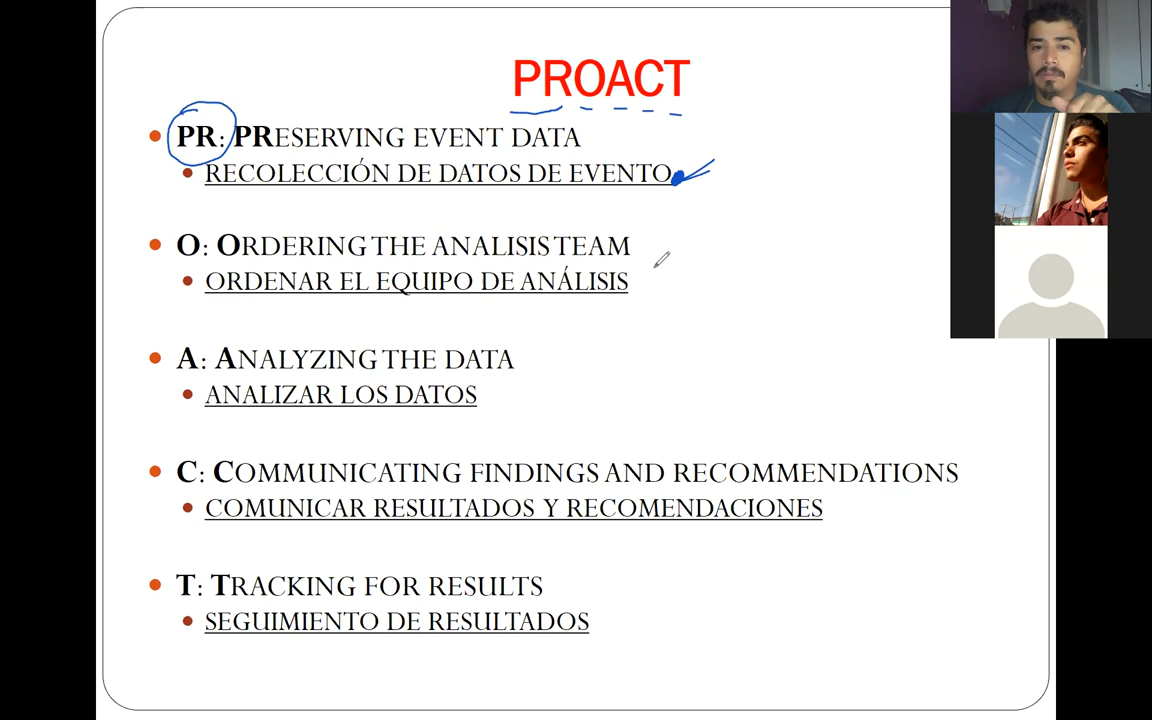 PROACT
PR: PRESERVING EVENT DATA
RECOLECCIÓN DE DATOS DE EVENTO
O: ORDERING THE ANALISIS TEAM
ORDENAR EL EQUIPO DE ANÁLISIS
A: ANALYZING THE DATA
ANALIZAR LOS DATOS
C: COMMUNICATING FINDINGS AND RECOMMENDATIONS
COMUNICAR RESULTADOS Y RECOMENDACIONES
T: TRACKING FOR RESULTS
SEGUIMIENTO DE RESULTADOS